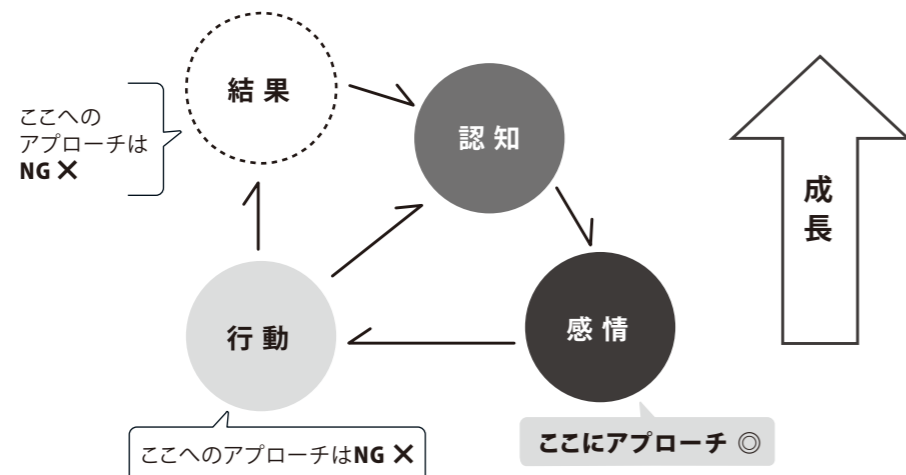 結果
ここへの
アプローチは
NG ✕
認知
成長
行動
感情
ここへのアプローチはNG ✕
ここにアプローチ ◎